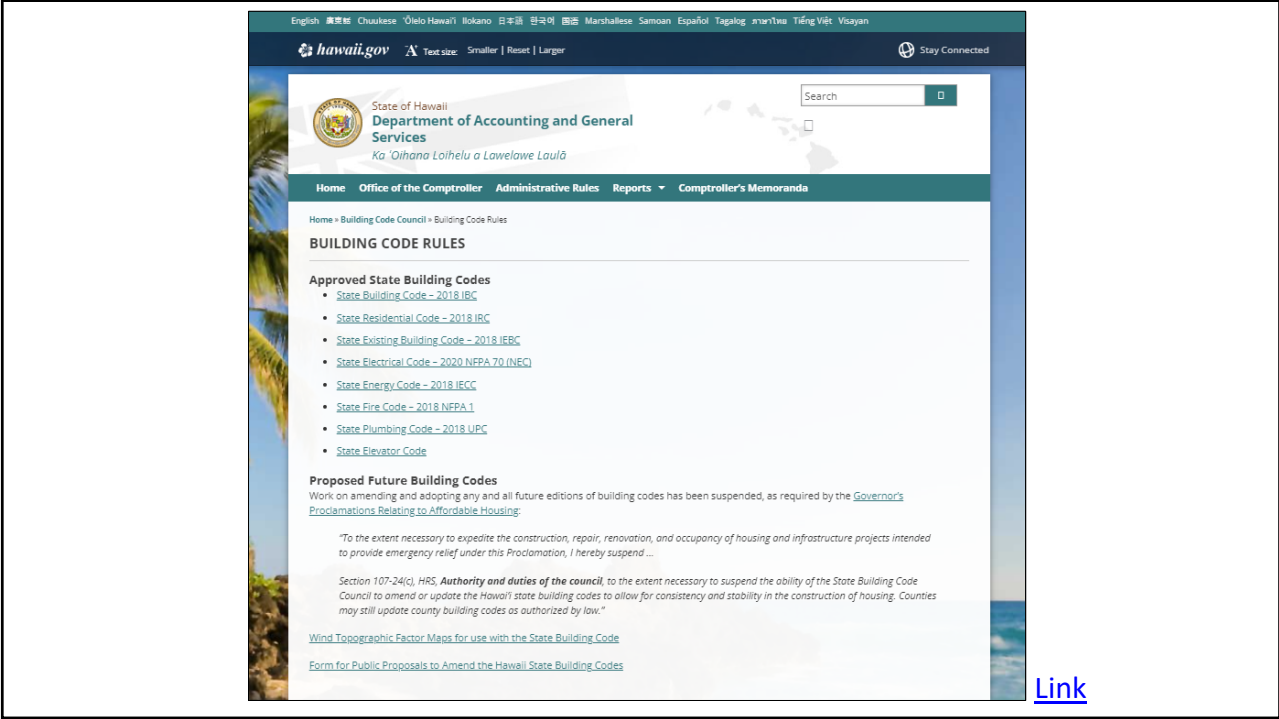 English 廣東話 Chuukese ʻŌlelo Hawaiʻi Ilokano 日本語 한국어 国语 Marshallese Samoan Español Tagalog ภาษาไทย Tiếng Việt Visayan
hawaii.gov A Text size: Smaller | Reset | Larger Stay Connected
Search
State of Hawaii
Department of Accounting and General
Services
Ka ʻOihana Loihelu a Lawelawe Laulā
Home Office of the Comptroller Administrative Rules Reports Comptroller's Memoranda
Home » Building Code Council » Building Code Rules
BUILDING CODE RULES
Approved State Building Codes
• State Building Code – 2018 IBC
• State Residential Code – 2018 IRC
• State Existing Building Code – 2018 IEBC
• State Electrical Code – 2020 NFPA 70 (NEC)
• State Energy Code – 2018 IECC
• State Fire Code – 2018 NFPA 1
• State Plumbing Code – 2018 UPC
• State Elevator Code
Proposed Future Building Codes
Work on amending and adopting any and all future editions of building codes has been suspended, as required by the Governor's
Proclamations Relating to Affordable Housing:
"To the extent necessary to expedite the construction, repair, renovation, and occupancy of housing and infrastructure projects intended
to provide emergency relief under this Proclamation, I hereby suspend …
Section 107-24(c), HRS, Authority and duties of the council, to the extent necessary to suspend the ability of the State Building Code
Council to amend or update the Hawaiʻi state building codes to allow for consistency and stability in the construction of housing. Counties
may still update county building codes as authorized by law."
Wind Topographic Factor Maps for use with the State Building Code
Form for Public Proposals to Amend the Hawaii State Building Codes
Link